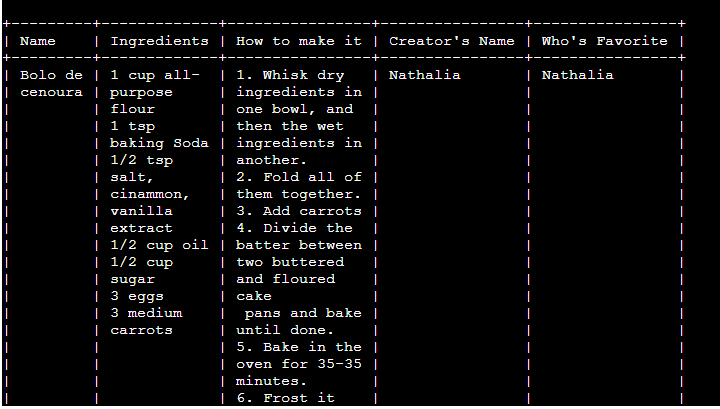 +----------+-------------+-----------------+----------------+----------------+
| Name     | Ingredients | How to make it | Creator's Name | Who's Favorite |
+----------+-------------+-----------------+----------------+----------------+
| Bolo de  | 1 cup all-  | 1. Whisk dry   | Nathalia       | Nathalia       |
| cenoura  | purpose     | ingredients in |                |                |
|          | flour       | one bowl, and  |                |                |
|          | 1 tsp       | then the wet   |                |                |
|          | baking Soda | ingredients in |                |                |
|          | 1/2 tsp     | another.       |                |                |
|          | salt,       | 2. Fold all of |                |                |
|          | cinammon,   | them together. |                |                |
|          | vanilla     | 3. Add carrots |                |                |
|          | extract     | 4. Divide the  |                |                |
|          | 1/2 cup oil | batter between |                |                |
|          | 1/2 cup     | two buttered   |                |                |
|          | sugar       | and floured    |                |                |
|          | 3 eggs      | cake           |                |                |
|          | 3 medium    |  pans and bake |                |                |
|          | carrots     | until done.    |                |                |
|          |             | 5. Bake in the |                |                |
|          |             | oven for 35-35 |                |                |
|          |             | minutes.       |                |                |
|          |             | 6. Frost it    |                |                |